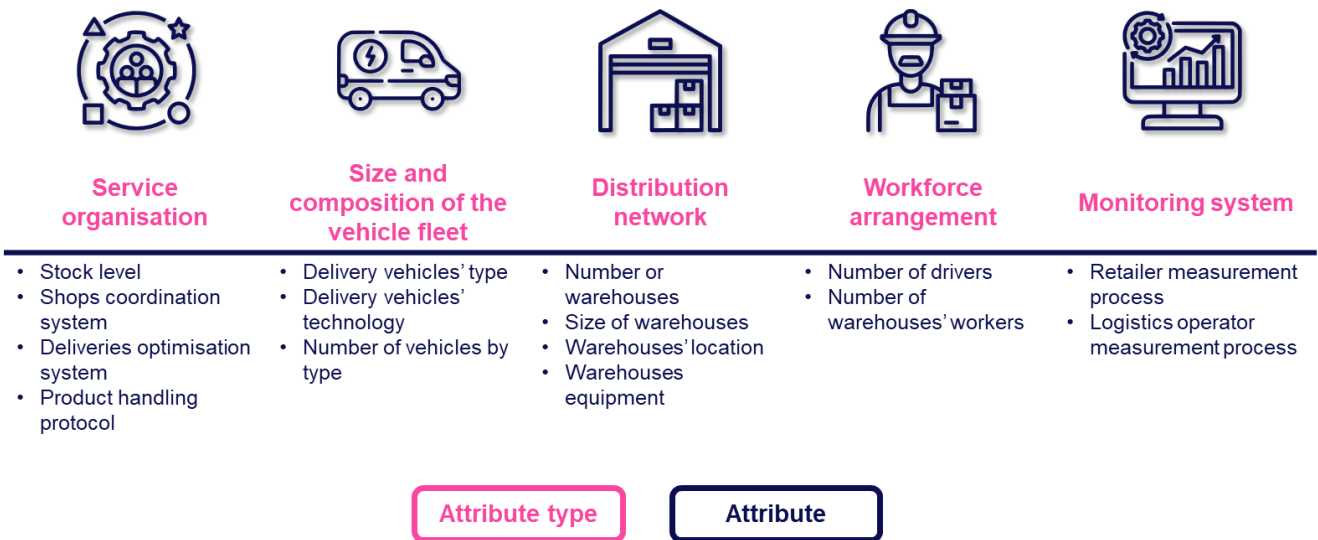 Service
organisation
Size and
composition of the
vehicle fleet
Distribution
network
Workforce
arrangement
Monitoring system
• Stock level
• Shops coordination
system
• Deliveries optimisation
system
• Product handling
protocol
• Delivery vehicles’ type
• Delivery vehicles’
technology
• Number of vehicles by
type
• Number or
warehouses
• Size of warehouses
• Warehouses’ location
• Warehouses
equipment
• Number of drivers
• Number of
warehouses’ workers
• Retailer measurement
process
• Logistics operator
measurement process
Attribute type
Attribute